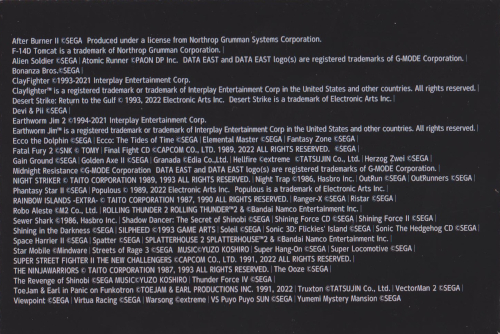 After Burner II ©SEGA Produced under a license from Northrop Grumman Systems Corporation.
F-14D Tomcat is a trademark of Northrop Grumman Corporation. |
Alien Soldier ©SEGA | Atomic Runner ©PAON DP Inc. DATA EAST and DATA EAST logo(s) are registered trademarks of G-MODE Corporation. |
Bonanza Bros.©SEGA |
ClayFighter ©1993-2021 Interplay Entertainment Corp.
Clayfighter™ is a registered trademark or trademark of Interplay Entertainment Corp in the United States and other countries. All rights reserved. |
Desert Strike: Return to the Gulf © 1993, 2022 Electronic Arts Inc. Desert Strike is a trademark of Electronic Arts Inc. |
Devi & Pii ©SEGA |
Earthworm Jim 2 ©1994-2021 Interplay Entertainment Corp.
Earthworm Jim™ is a registered trademark or trademark of Interplay Entertainment Corp in the United States and other countries. All rights reserved. |
Ecco the Dolphin ©SEGA | Ecco: The Tides of Time ©SEGA | Elemental Master ©SEGA | Fantasy Zone ©SEGA |
Fatal Fury 2 ©SNK © TOMY | Final Fight CD ©CAPCOM CO., LTD. 1989, 2022 ALL RIGHTS RESERVED. ©SEGA |
Gain Ground ©SEGA | Golden Axe II ©SEGA | Granada ©Edia Co.,Ltd. | Hellfire ©extreme ©TATSUJIN Co., Ltd. | Herzog Zwei ©SEGA |
Midnight Resistance ©G-MODE Corporation DATA EAST and DATA EAST logo(s) are registered trademarks of G-MODE Corporation. |
NIGHT STRIKER © TAITO CORPORATION 1989, 1993 ALL RIGHTS RESERVED. | Night Trap ©1986, Hasbro Inc. | OutRun ©SEGA | OutRunners ©SEGA |
Phantasy Star II ©SEGA | Populous © 1989, 2022 Electronic Arts Inc. Populous is a trademark of Electronic Arts Inc. |
RAINBOW ISLANDS -EXTRA- © TAITO CORPORATION 1987, 1990 ALL RIGHTS RESERVED. | Ranger-X ©SEGA | Ristar ©SEGA |
Robo Aleste ©M2 Co., Ltd. | ROLLING THUNDER 2 ROLLING THUNDER™2 & ©Bandai Namco Entertainment Inc. |
Sewer Shark ©1986, Hasbro Inc. | Shadow Dancer: The Secret of Shinobi ©SEGA | Shining Force CD ©SEGA | Shining Force II ©SEGA |
Shining in the Darkness ©SEGA | SILPHEED ©1993 GAME ARTS | Soleil ©SEGA | Sonic 3D: Flickies' Island ©SEGA | Sonic The Hedgehog CD ©SEGA |
Space Harrier II ©SEGA | Spatter ©SEGA | SPLATTERHOUSE 2 SPLATTERHOUSE™2 & ©Bandai Namco Entertainment Inc. |
Star Mobile ©Mindware | Streets of Rage 3 ©SEGA MUSIC©YUZO KOSHIRO | Super Hang-On ©SEGA | Super Locomotive ©SEGA |
SUPER STREET FIGHTER II THE NEW CHALLENGERS ©CAPCOM CO., LTD. 1991, 2022 ALL RIGHTS RESERVED. |
THE NINJAWARRIORS © TAITO CORPORATION 1987, 1993 ALL RIGHTS RESERVED. | The Ooze ©SEGA |
The Revenge of Shinobi ©SEGA MUSIC©YUZO KOSHIRO | Thunder Force IV ©SEGA |
ToeJam & Earl in Panic on Funkotron ©TOEJAM & EARL PRODUCTIONS INC. 1991, 2022 | Truxton ©TATSUJIN Co., Ltd. | VectorMan 2 ©SEGA |
Viewpoint ©SEGA | Virtua Racing ©SEGA | Warsong ©extreme | VS Puyo Puyo SUN ©SEGA | Yumemi Mystery Mansion ©SEGA